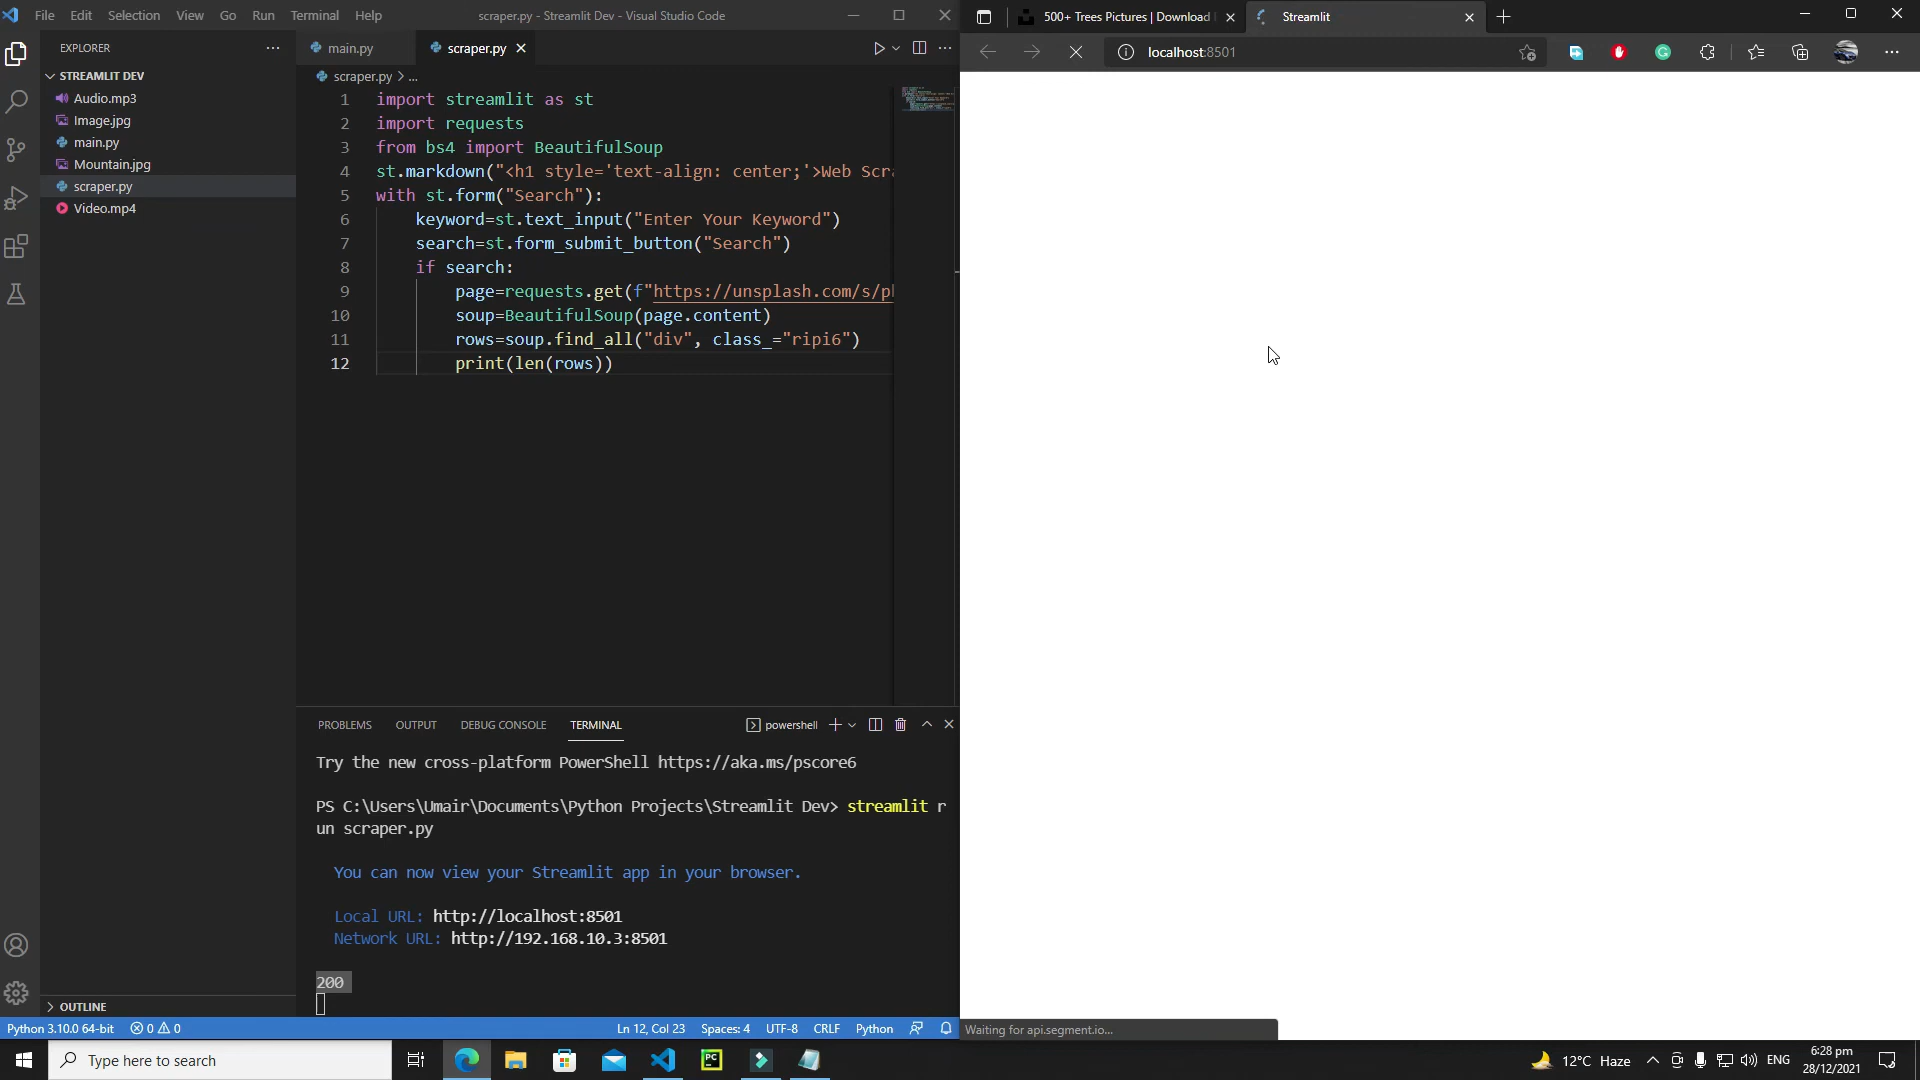 File Edit Selection View Go Run Terminal Help
scraper.py - Streamlit Dev - Visual Studio Code
500+ Trees Pictures | Download
Streamlit
localhost:8501
EXPLORER
STREAMLIT DEV
Audio.mp3
Image.jpg
main.py
Mountain.jpg
scraper.py
Video.mp4
OUTLINE
main.py
scraper.py
scraper.py > ...
1 import streamlit as st
2 import requests
3 from bs4 import BeautifulSoup
4 st.markdown("<h1 style='text-align: center;'>Web Scra
5 with st.form("Search"):
6 keyword=st.text_input("Enter Your Keyword")
7 search=st.form_submit_button("Search")
8 if search:
9 page=requests.get(f"https://unsplash.com/s/ph
10 soup=BeautifulSoup(page.content)
11 rows=soup.find_all("div", class_="ripi6")
12 print(len(rows))
PROBLEMS OUTPUT DEBUG CONSOLE TERMINAL
powershell
Try the new cross-platform PowerShell https://aka.ms/pscore6
PS C:\Users\Umair\Documents\Python Projects\Streamlit Dev> streamlit r
un scraper.py
You can now view your Streamlit app in your browser.
Local URL: http://localhost:8501
Network URL: http://192.168.10.3:8501
200
Python 3.10.0 64-bit 0 0
Ln 12, Col 23 Spaces: 4 UTF-8 CRLF Python
Waiting for api.segment.io...
Type here to search
PC
12°C Haze
ENG
6:28 pm
28/12/2021